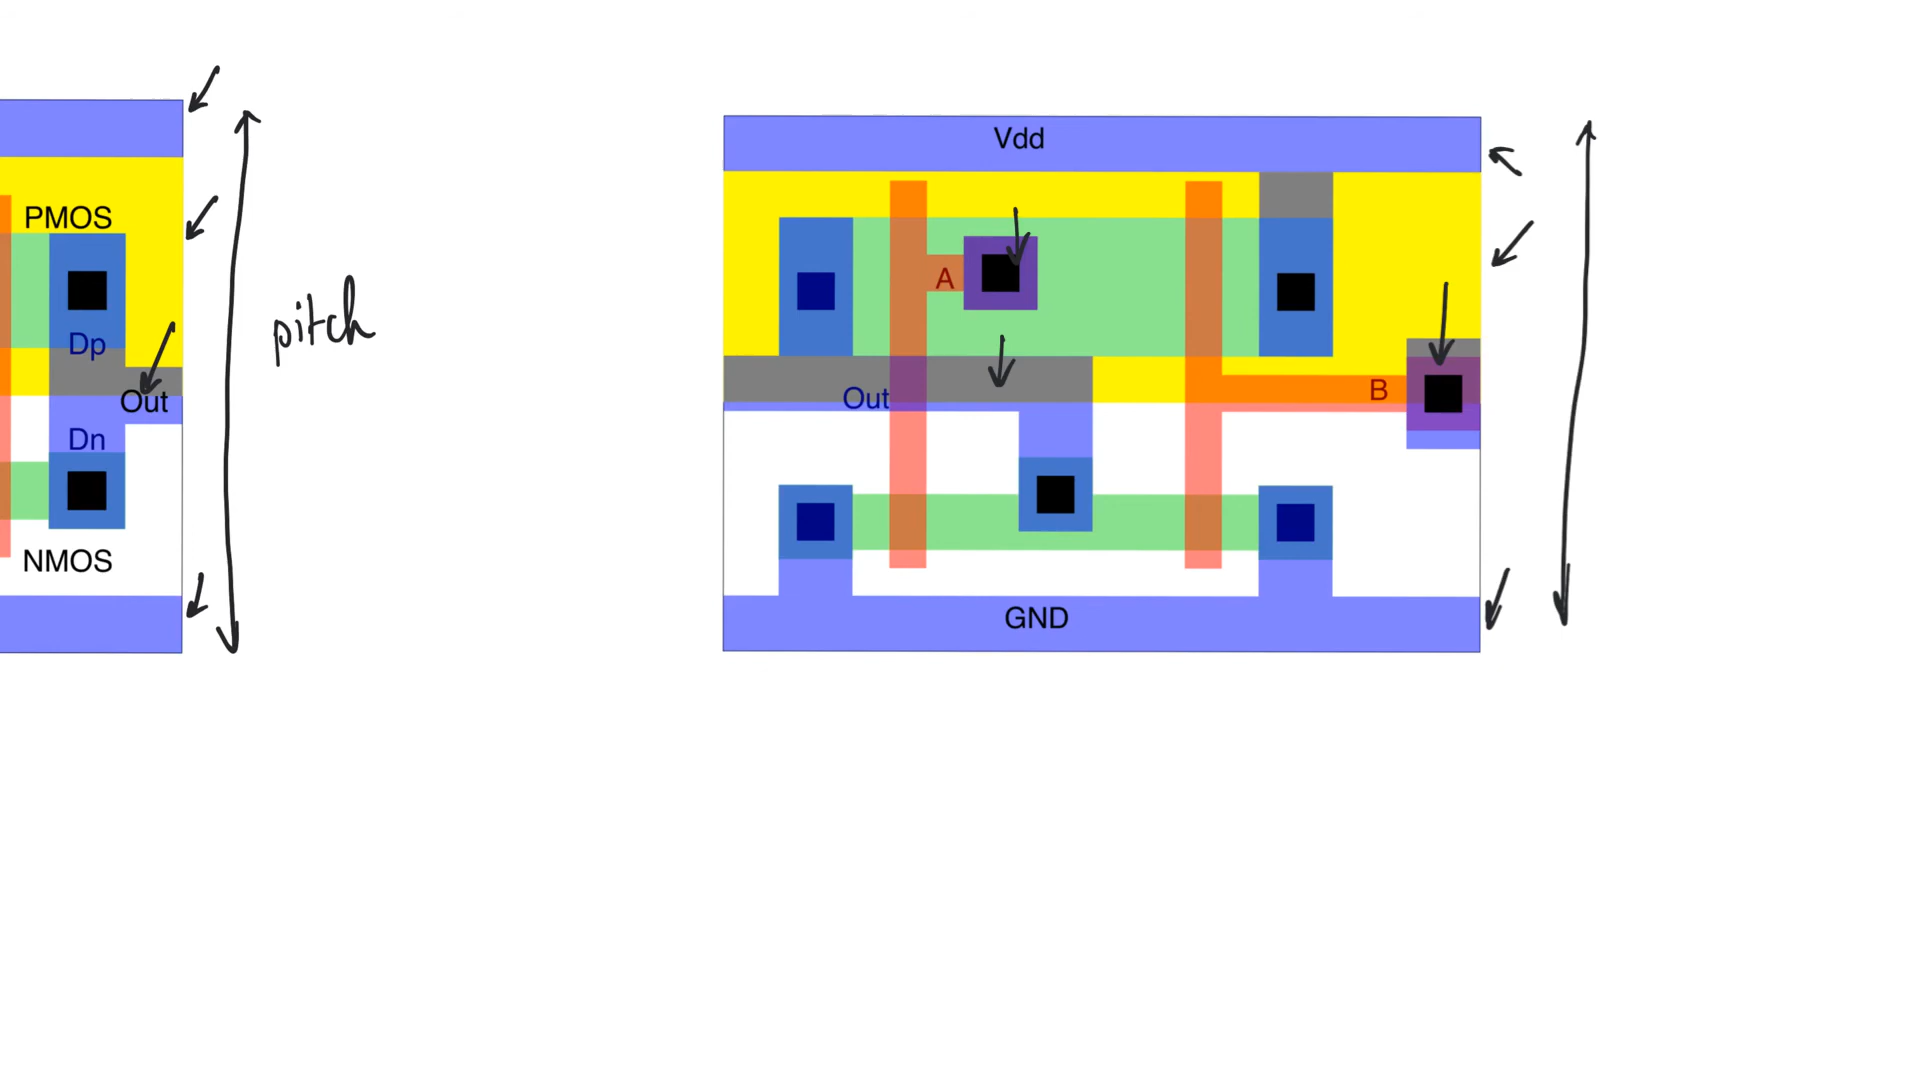 PMOS
Dp
Out
Dn
NMOS
pitch
Vdd
A
Out
B
GND